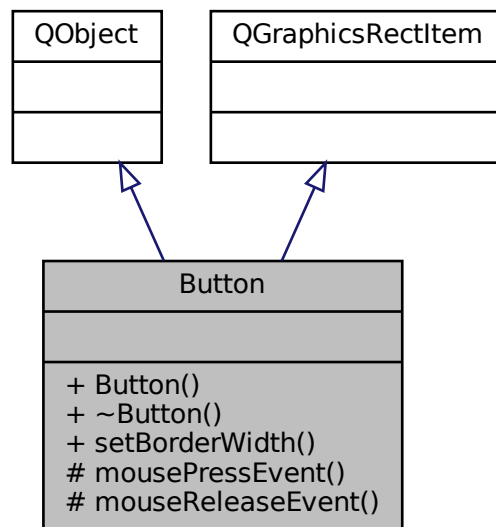 QObject
QGraphicsRectItem
Button
+ Button()
+ ~Button()
+ setBorderWidth()
# mousePressEvent()
# mouseReleaseEvent()